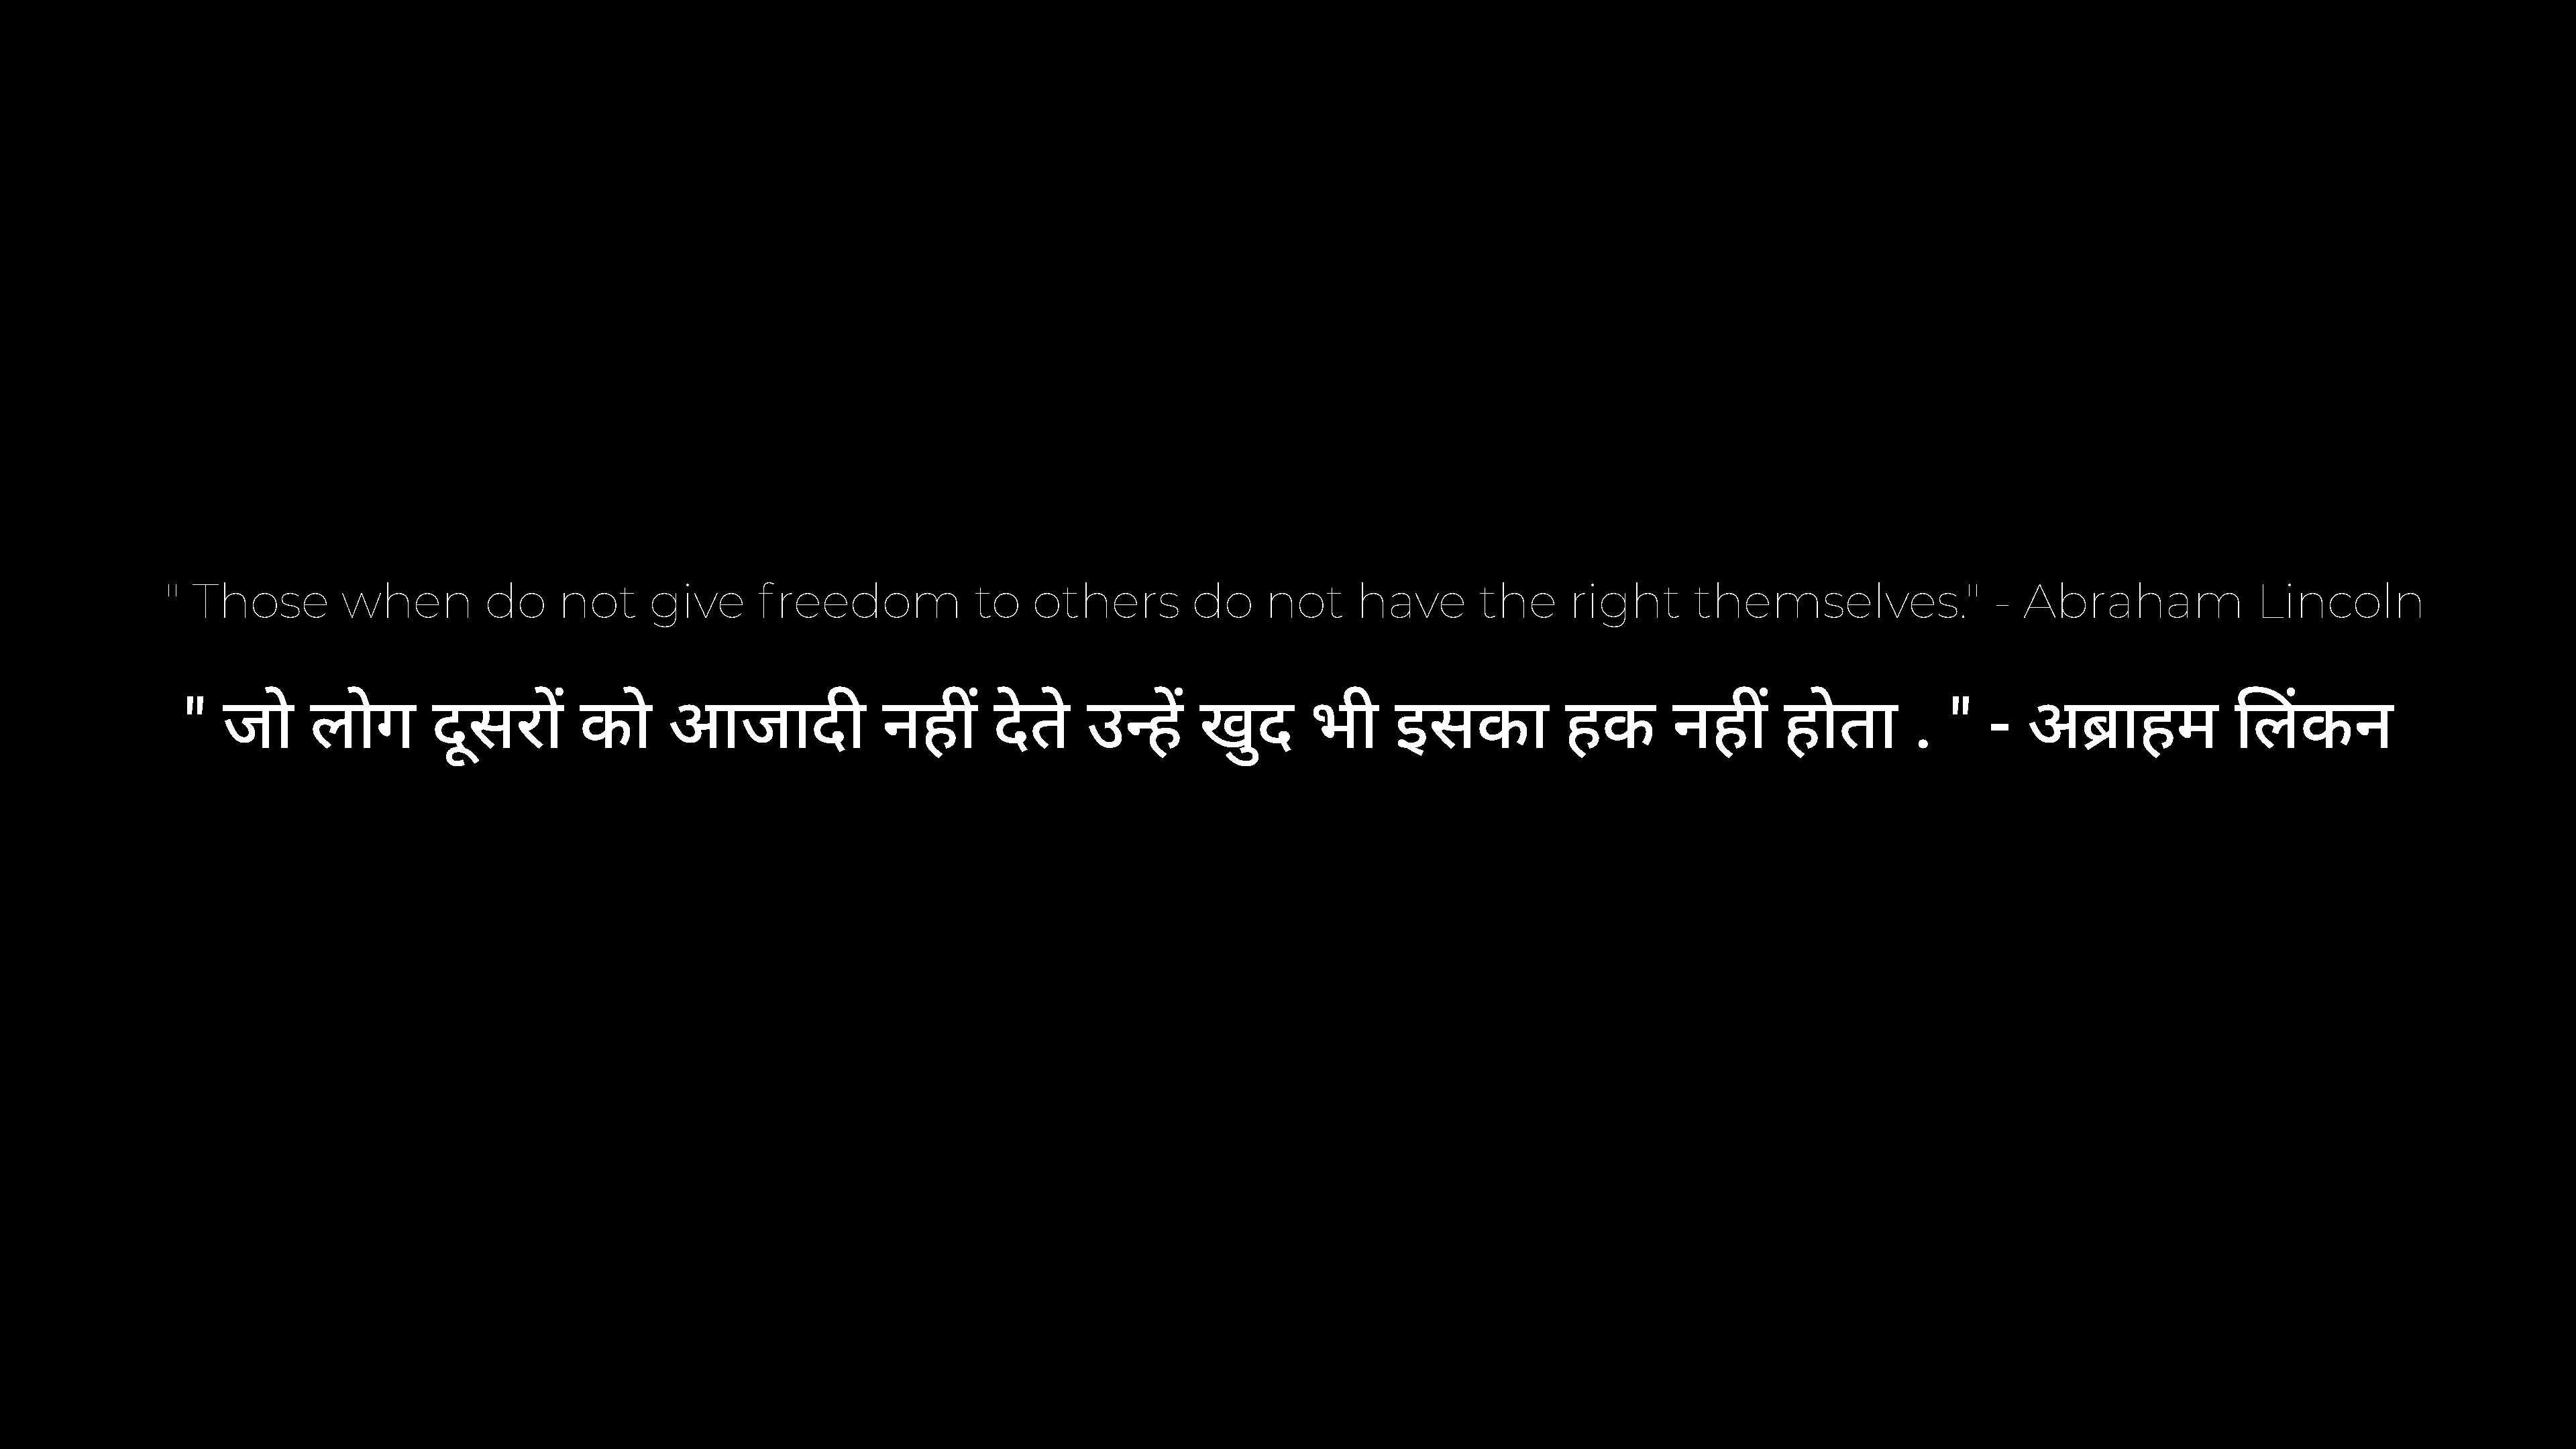 " Those when do not give freedom to others do not have the right themselves." - Abraham Lincoln
" जो लोग दूसरों को आजादी नहीं देते उन्हें खुद भी इसका हक नहीं होता . " - अब्राहम लिंकन